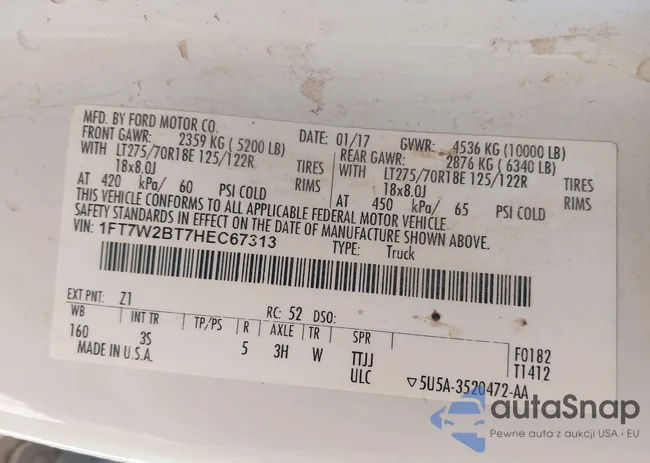 MFD. BY FORD MOTOR CO. DATE: 01/17 GVWR: 4536 KG (10000 LB)
FRONT GAWR: 2359 KG ( 5200 LB) REAR GAWR: 2876 KG ( 6340 LB)
WITH LT275/70R18E 125/122R TIRES WITH LT275/70R18E 125/122R TIRES
18x8.0J RIMS 18x8.0J RIMS
AT 420 kPa/ 60 PSI COLD AT 450 kPa/ 65 PSI COLD
THIS VEHICLE CONFORMS TO ALL APPLICABLE FEDERAL MOTOR VEHICLE
SAFETY STANDARDS IN EFFECT ON THE DATE OF MANUFACTURE SHOWN ABOVE.
VIN: 1FT7W2BT7HEC67313 TYPE: Truck
EXT PNT: Z1 RC: 52 DSO:
WB INT TR TP/PS R AXLE TR SPR F0182
160 3S 5 3H W TTJJ T1412
MADE IN U.S.A. ULC ▽5U5A-3520472-AA
autaSnap
Pewne auta z aukcji USA i EU